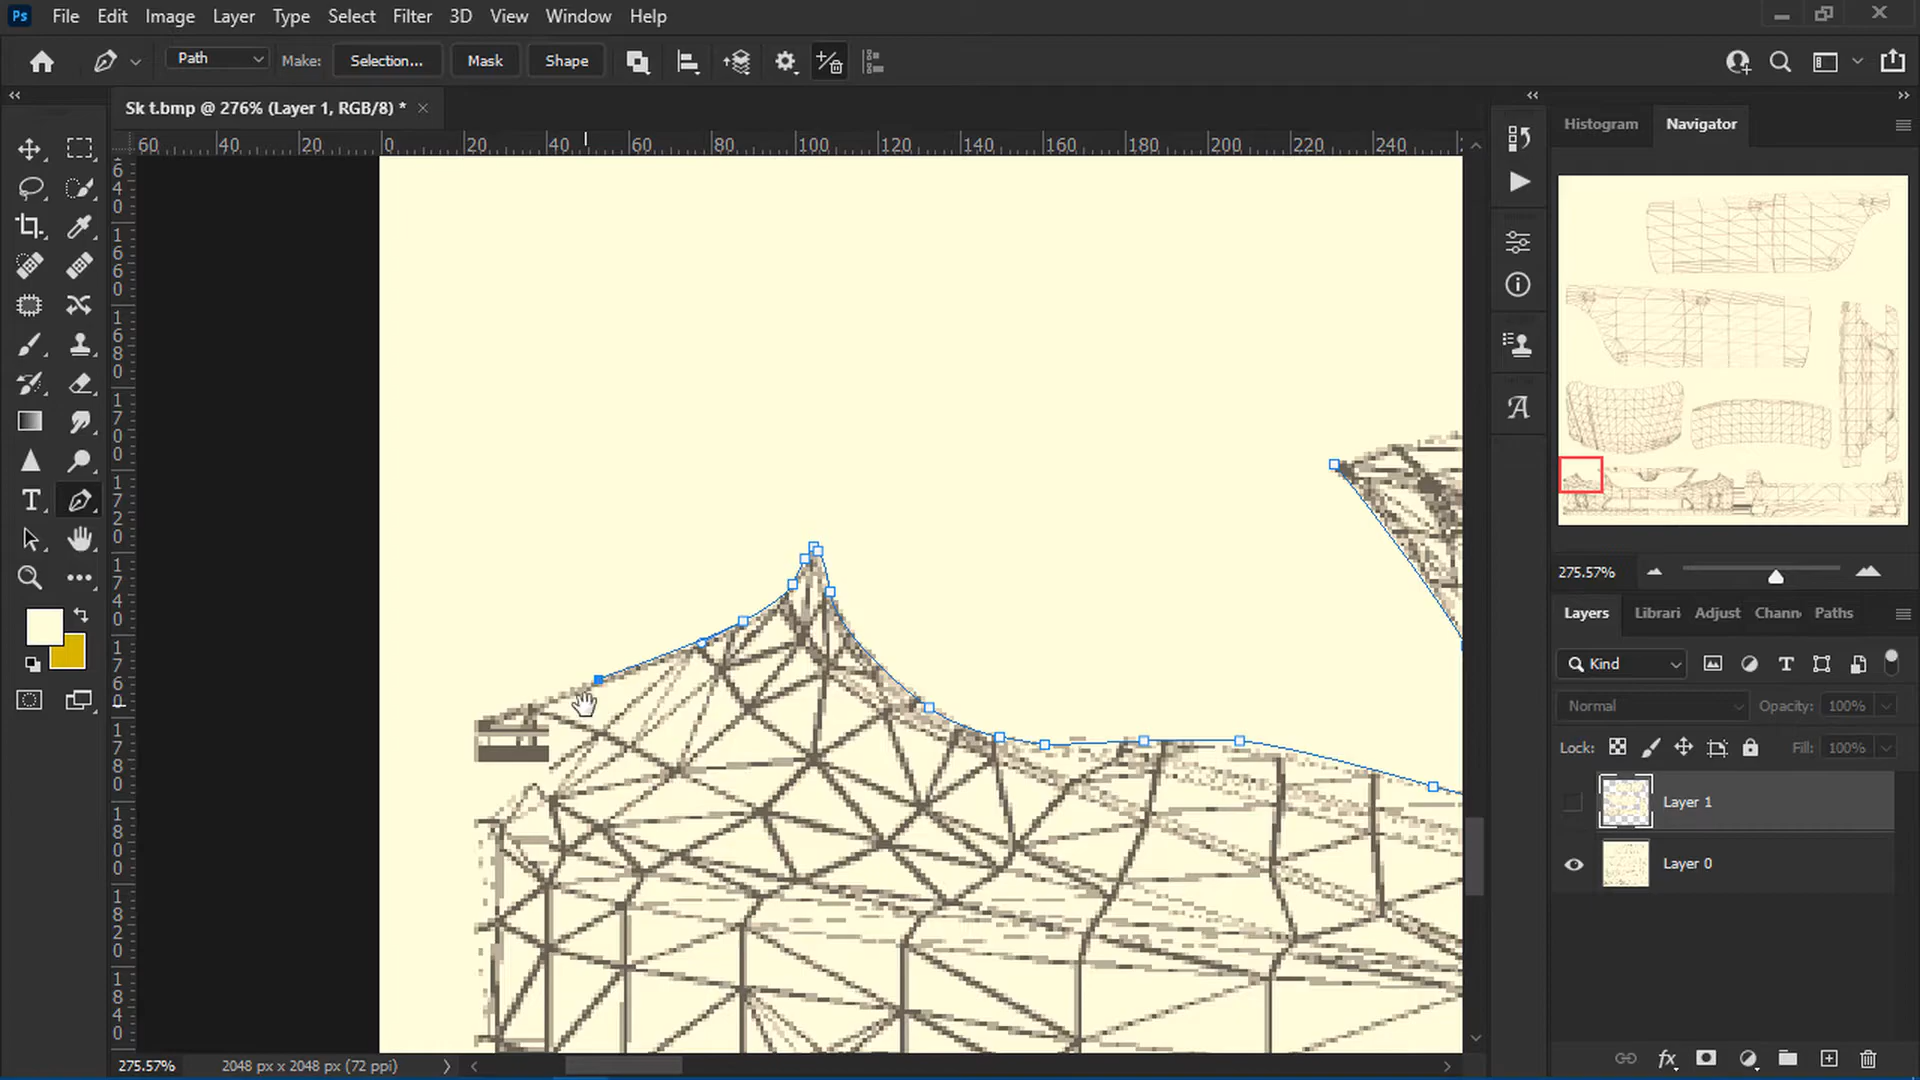 Ps File Edit Image Layer Type Select Filter 3D View Window Help
Path Make: Selection... Mask Shape
Sk t.bmp @ 276% (Layer 1, RGB/8) *
Histogram Navigator
60 40 20 0 20 40 60 80 100 120 140 160 180 200 220 240
275.57%
Layers Librari Adjust Chann Paths
Kind
Normal Opacity: 100%
Lock: Fill: 100%
Layer 1
Layer 0
275.57% 2048 px x 2048 px (72 ppi)